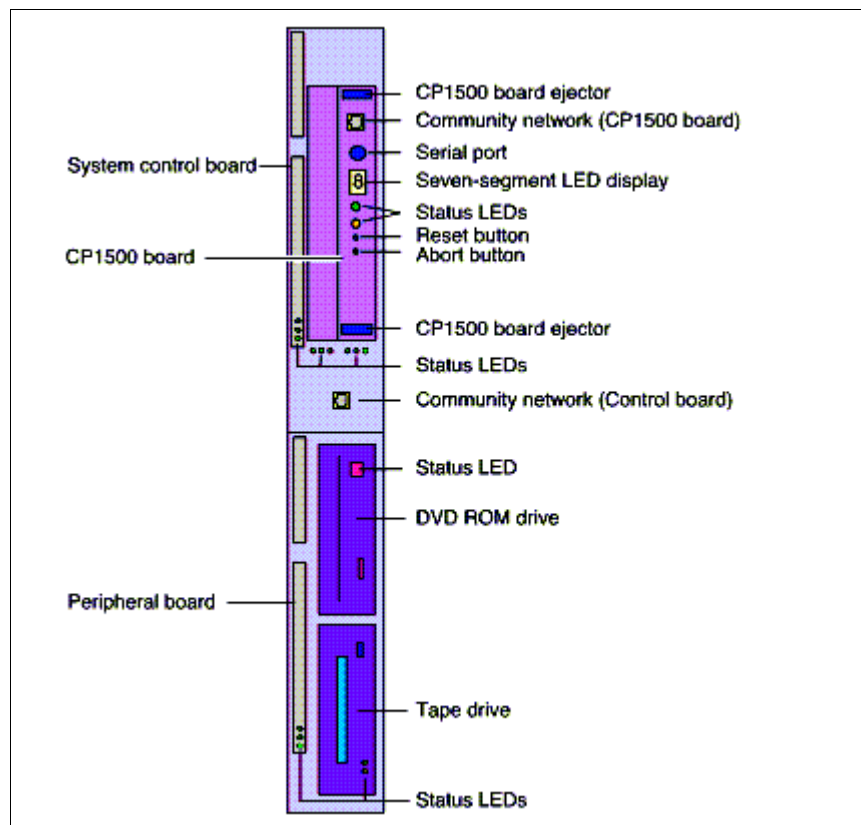 CP1500 board ejector
Community network (CP1500 board)
System control board
Serial port
8
Seven-segment LED display
Status LEDs
Reset button
CP1500 board
Abort button
CP1500 board ejector
Status LEDs
Community network (Control board)
Status LED
DVD ROM drive
Peripheral board
Tape drive
Status LEDs